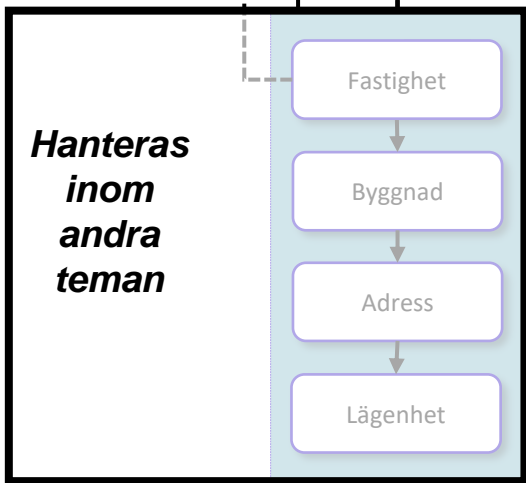 Hanteras
inom
andra
teman
Fastighet
Byggnad
Adress
Lägenhet